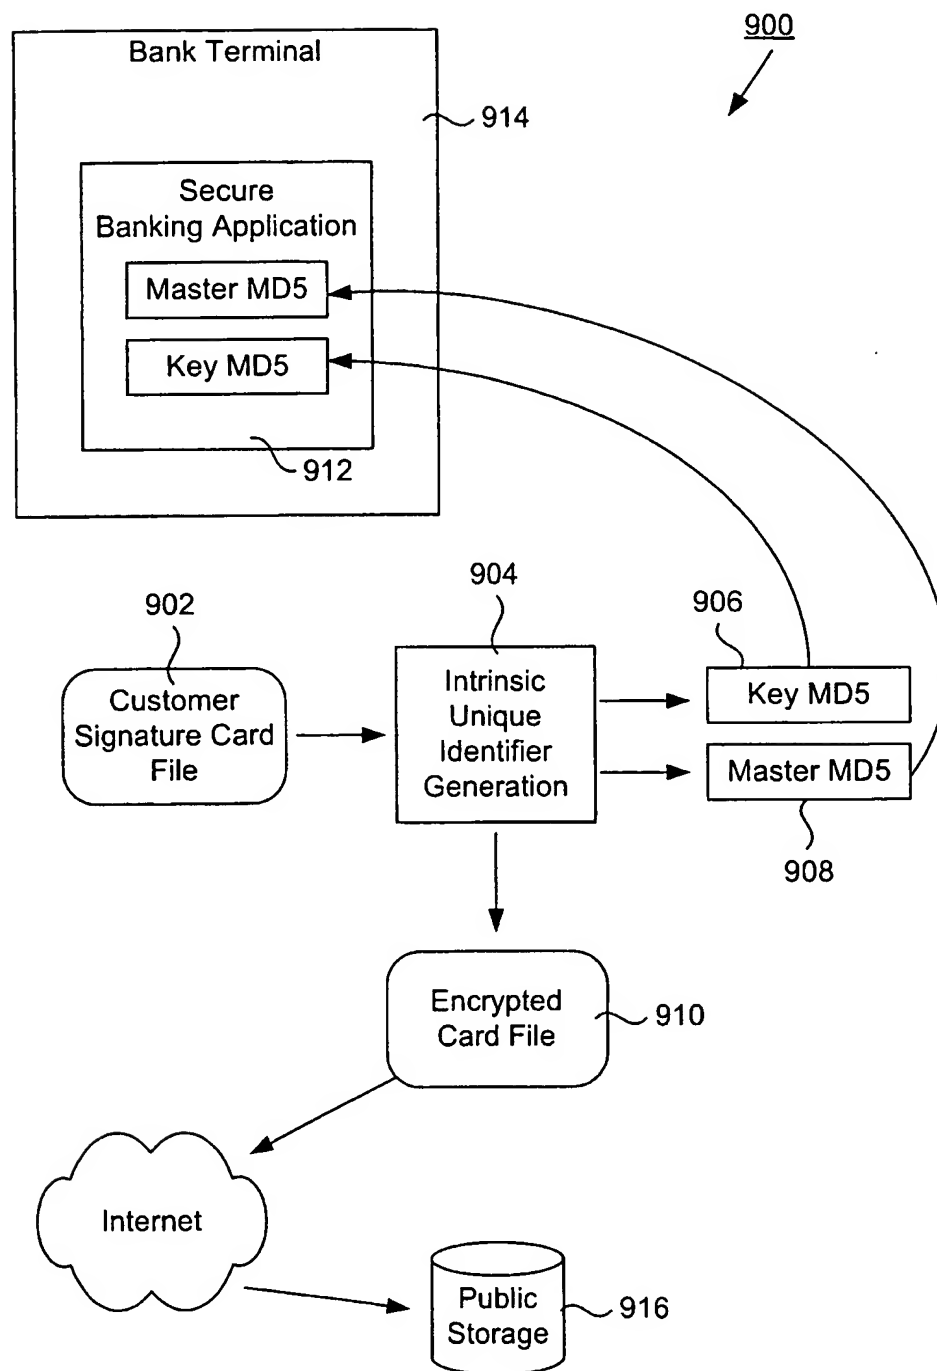 900
Bank Terminal
914
Secure
Banking Application
Master MD5
Key MD5
912
902
904
906
Customer
Signature Card
File
Intrinsic
Unique
Identifier
Generation
Key MD5
Master MD5
908
Encrypted
Card File
910
Internet
Public
Storage
916